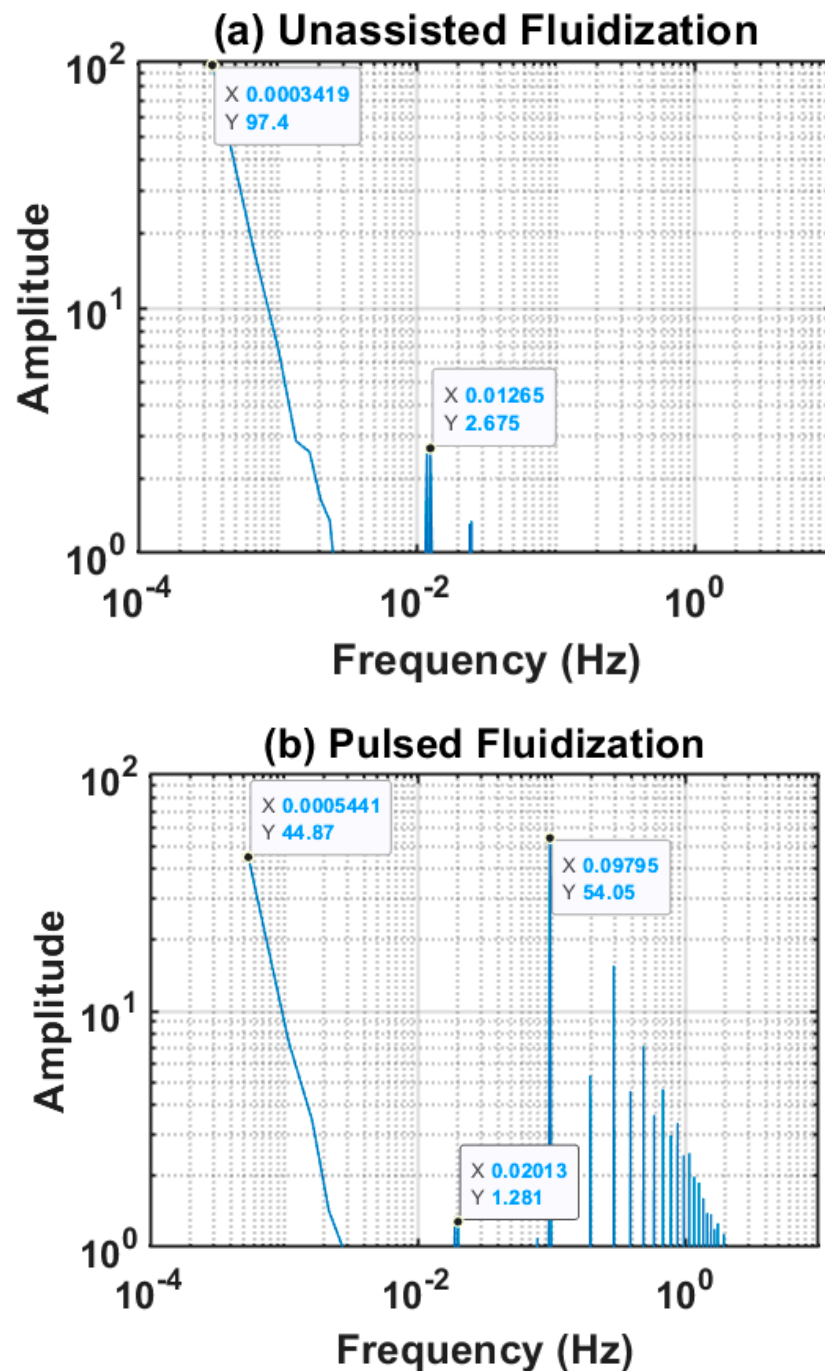 (a) Unassisted Fluidization
10^2
X 0.0003419
Y 97.4
10^1
X 0.01265
Y 2.675
10^0
10^-4
10^-2
10^0
Amplitude
Frequency (Hz)
(b) Pulsed Fluidization
10^2
X 0.0005441
Y 44.87
X 0.09795
Y 54.05
10^1
X 0.02013
Y 1.281
10^0
10^-4
10^-2
10^0
Amplitude
Frequency (Hz)